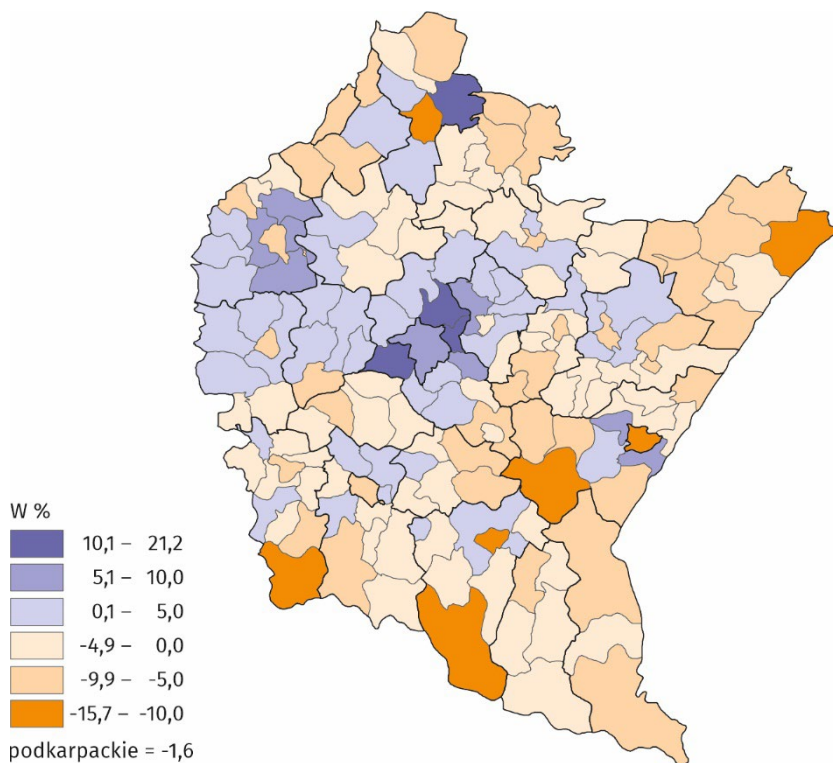 W %
10,1 – 21,2
5,1 – 10,0
0,1 – 5,0
-4,9 – 0,0
-9,9 – -5,0
-15,7 – -10,0
podkarpackie = -1,6